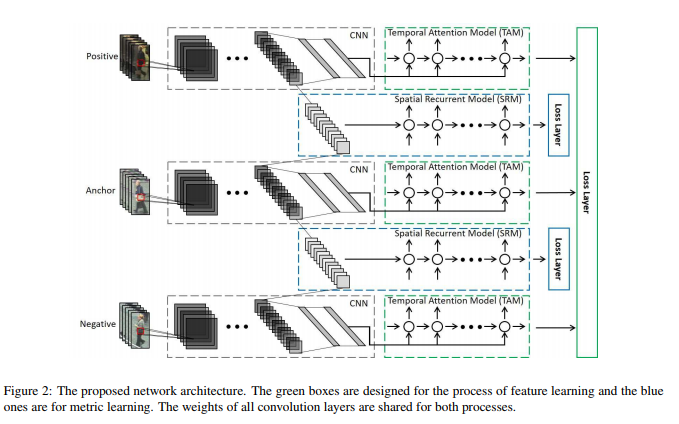 Positive
CNN
Temporal Attention Model (TAM)
Spatial Recurrent Model (SRM)
Loss Layer
Anchor
CNN
Temporal Attention Model (TAM)
Loss Layer
Spatial Recurrent Model (SRM)
Loss Layer
Negative
CNN
Temporal Attention Model (TAM)
Figure 2: The proposed network architecture. The green boxes are designed for the process of feature learning and the blue
ones are for metric learning. The weights of all convolution layers are shared for both processes.